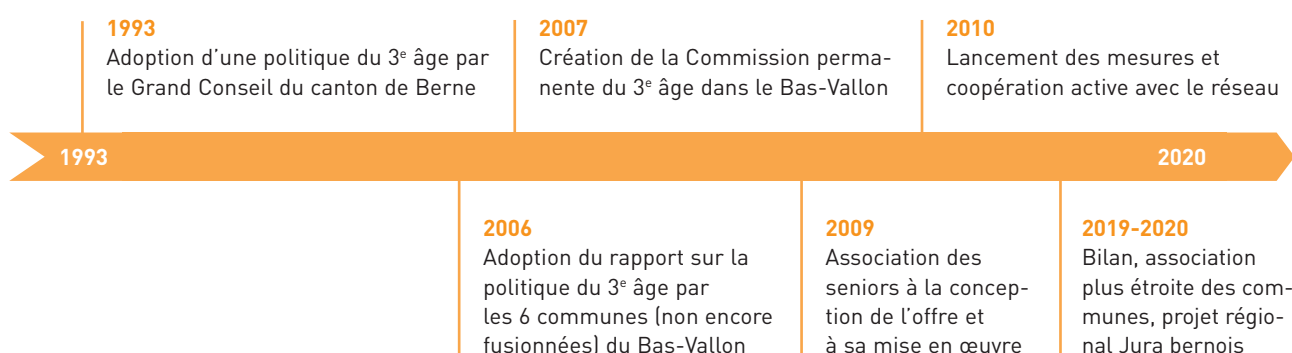 1993
Adoption d'une politique du 3e âge par
le Grand Conseil du canton de Berne
2007
Création de la Commission perma-
nente du 3e âge dans le Bas-Vallon
2010
Lancement des mesures et
coopération active avec le réseau
1993
2020
2006
Adoption du rapport sur la
politique du 3e âge par
les 6 communes (non encore
fusionnées) du Bas-Vallon
2009
Association des
seniors à la concep-
tion de l'offre et
à sa mise en œuvre
2019-2020
Bilan, association
plus étroite des com-
munes, projet régio-
nal Jura bernois